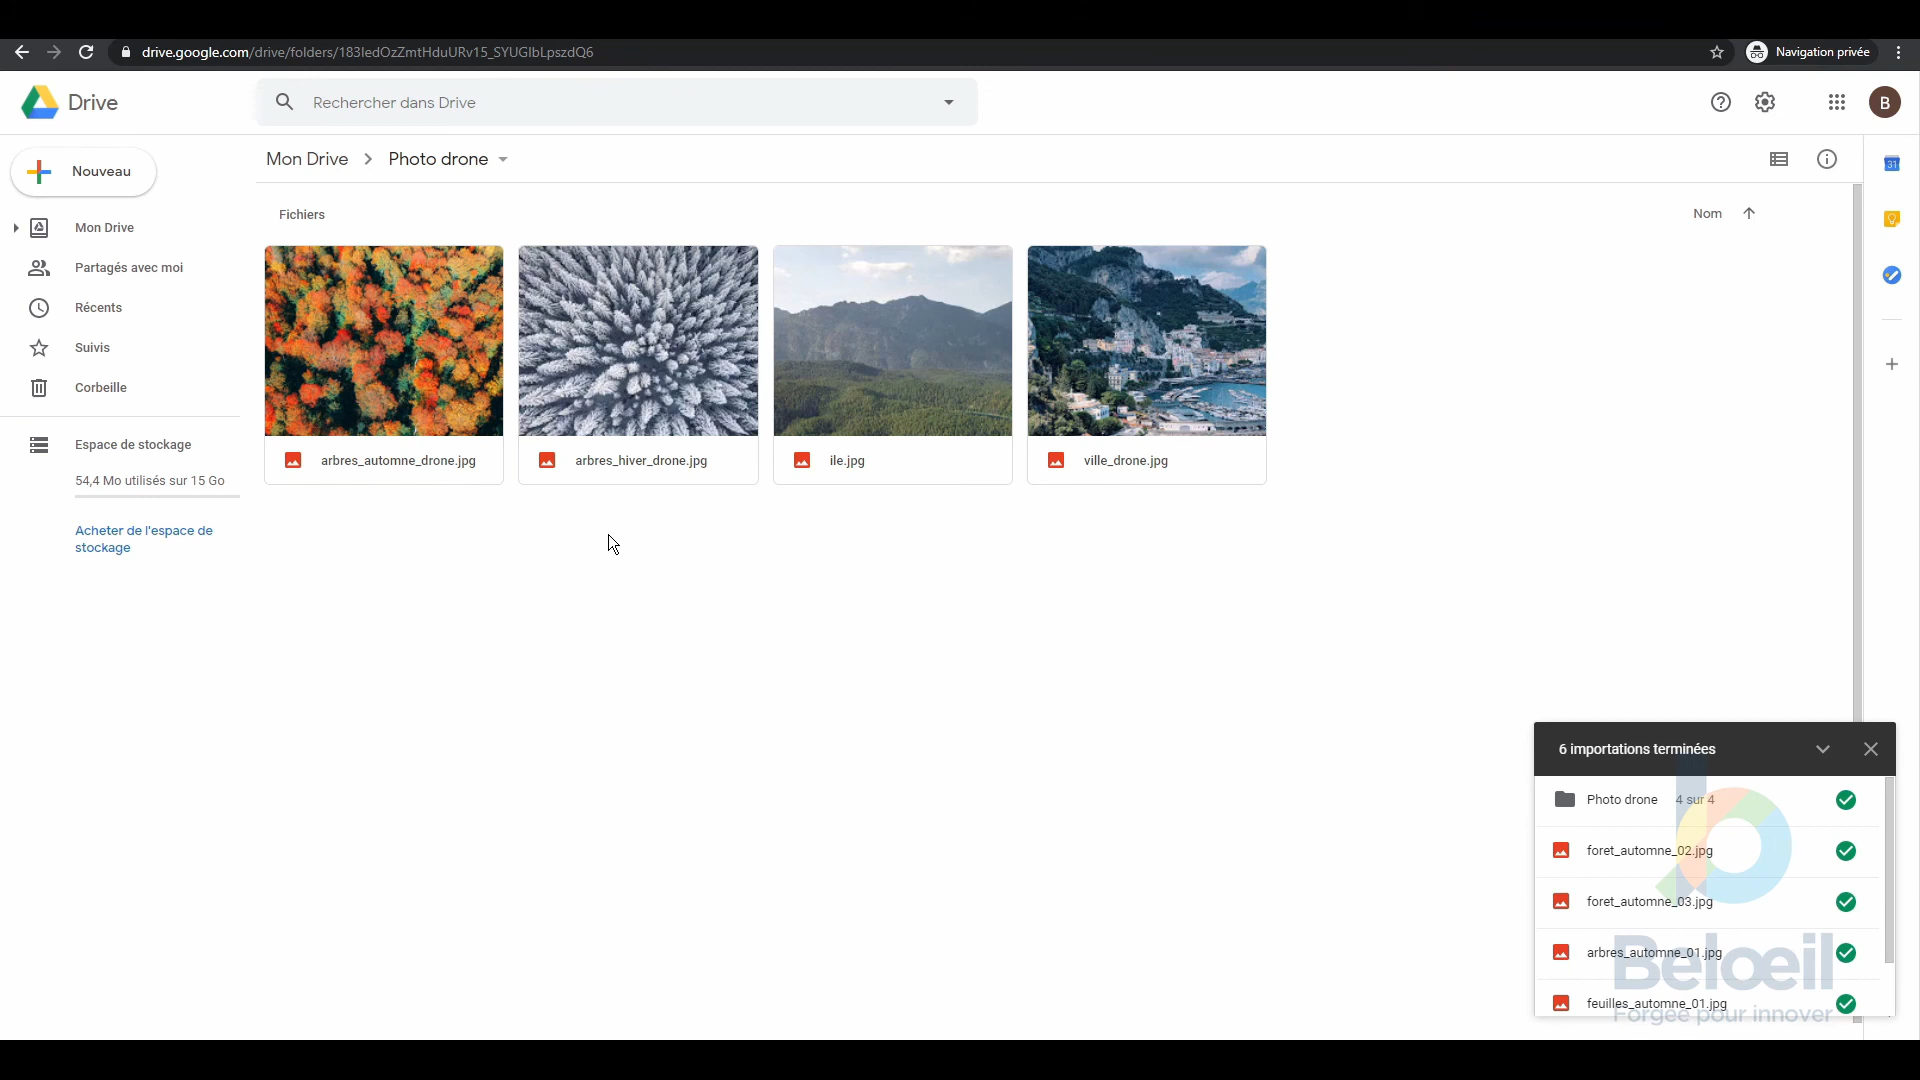 drive.google.com/drive/folders/183IedOzZmtHduURv15_SYUGIbLpszdQ6
Navigation privée
Drive
Rechercher dans Drive
B
Nouveau
Mon Drive
Photo drone
31
Mon Drive
Fichiers
Nom
Partagés avec moi
Récents
Suivis
Corbeille
Espace de stockage
54,4 Mo utilisés sur 15 Go
Acheter de l'espace de
stockage
arbres_automne_drone.jpg
arbres_hiver_drone.jpg
ile.jpg
ville_drone.jpg
6 importations terminées
Photo drone 4 sur 4
foret_automne_02.jpg
foret_automne_03.jpg
arbres_automne_01.jpg
feuilles_automne_01.jpg
Belœil
Forgée pour innover